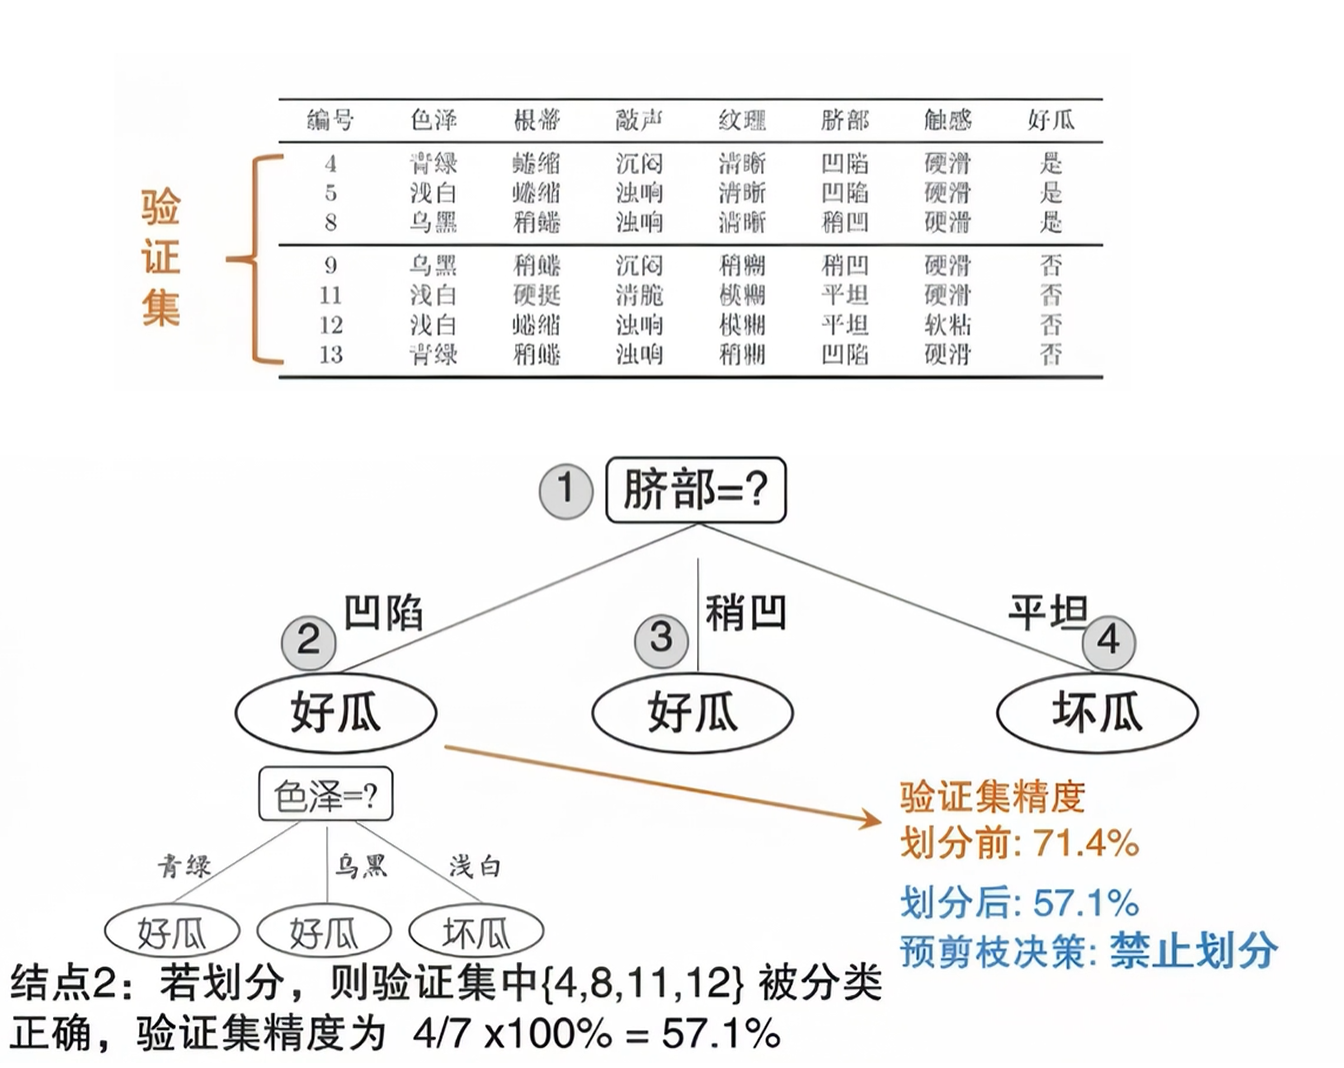 编号 色泽 根蒂 敲声 纹理 脐部 触感 好瓜
4 青绿 蜷缩 沉闷 清晰 凹陷 硬滑 是
5 浅白 蜷缩 浊响 清晰 凹陷 硬滑 是
8 乌黑 稍蜷 浊响 清晰 稍凹 硬滑 是
9 乌黑 稍蜷 沉闷 稍糊 稍凹 硬滑 否
11 浅白 硬挺 清脆 模糊 平坦 硬滑 否
12 浅白 蜷缩 浊响 模糊 平坦 软粘 否
13 青绿 稍蜷 浊响 稍糊 凹陷 硬滑 否
验证集
1 脐部=?
凹陷 稍凹 平坦
2 3 4
好瓜 好瓜 坏瓜
色泽=?
青绿 乌黑 浅白
好瓜 好瓜 坏瓜
验证集精度
划分前: 71.4%
划分后: 57.1%
预剪枝决策: 禁止划分
结点2：若划分，则验证集中{4,8,11,12} 被分类
正确，验证集精度为 4/7 x100% = 57.1%